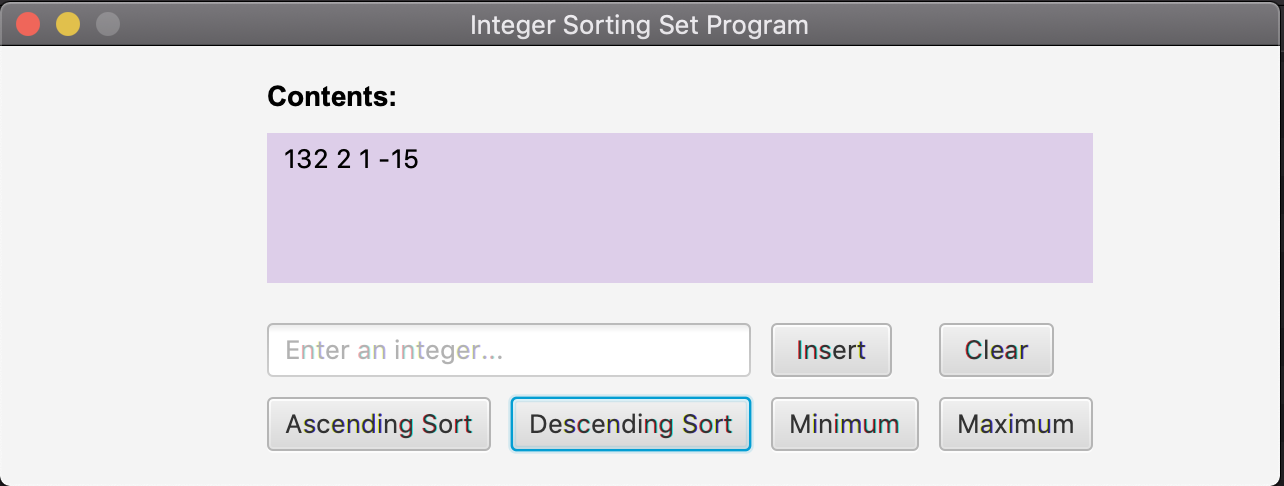 Integer Sorting Set Program
Contents:
132 2 1 -15
Enter an integer... Insert Clear
Ascending Sort Descending Sort Minimum Maximum